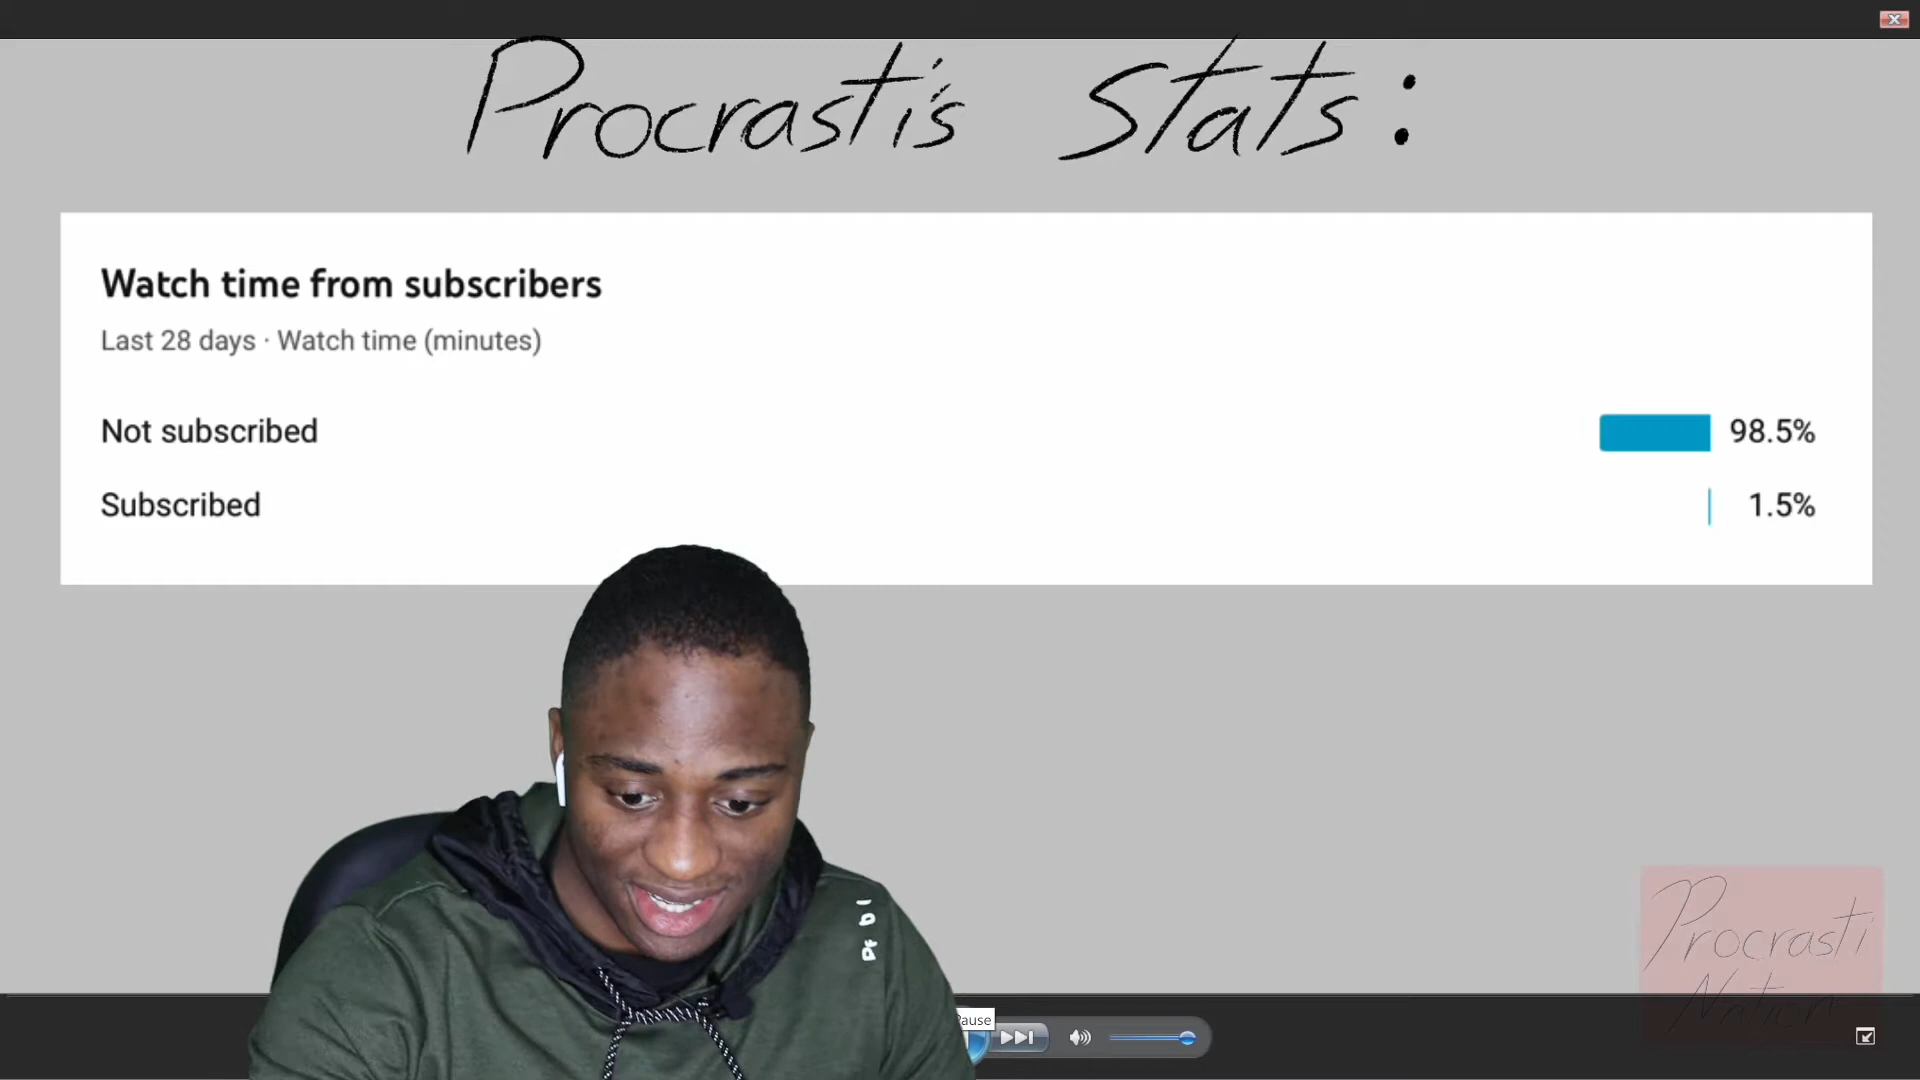 Procrasti's Stats:
Watch time from subscribers
Last 28 days · Watch time (minutes)
Not subscribed 98.5%
Subscribed 1.5%
Procrasti
Nation